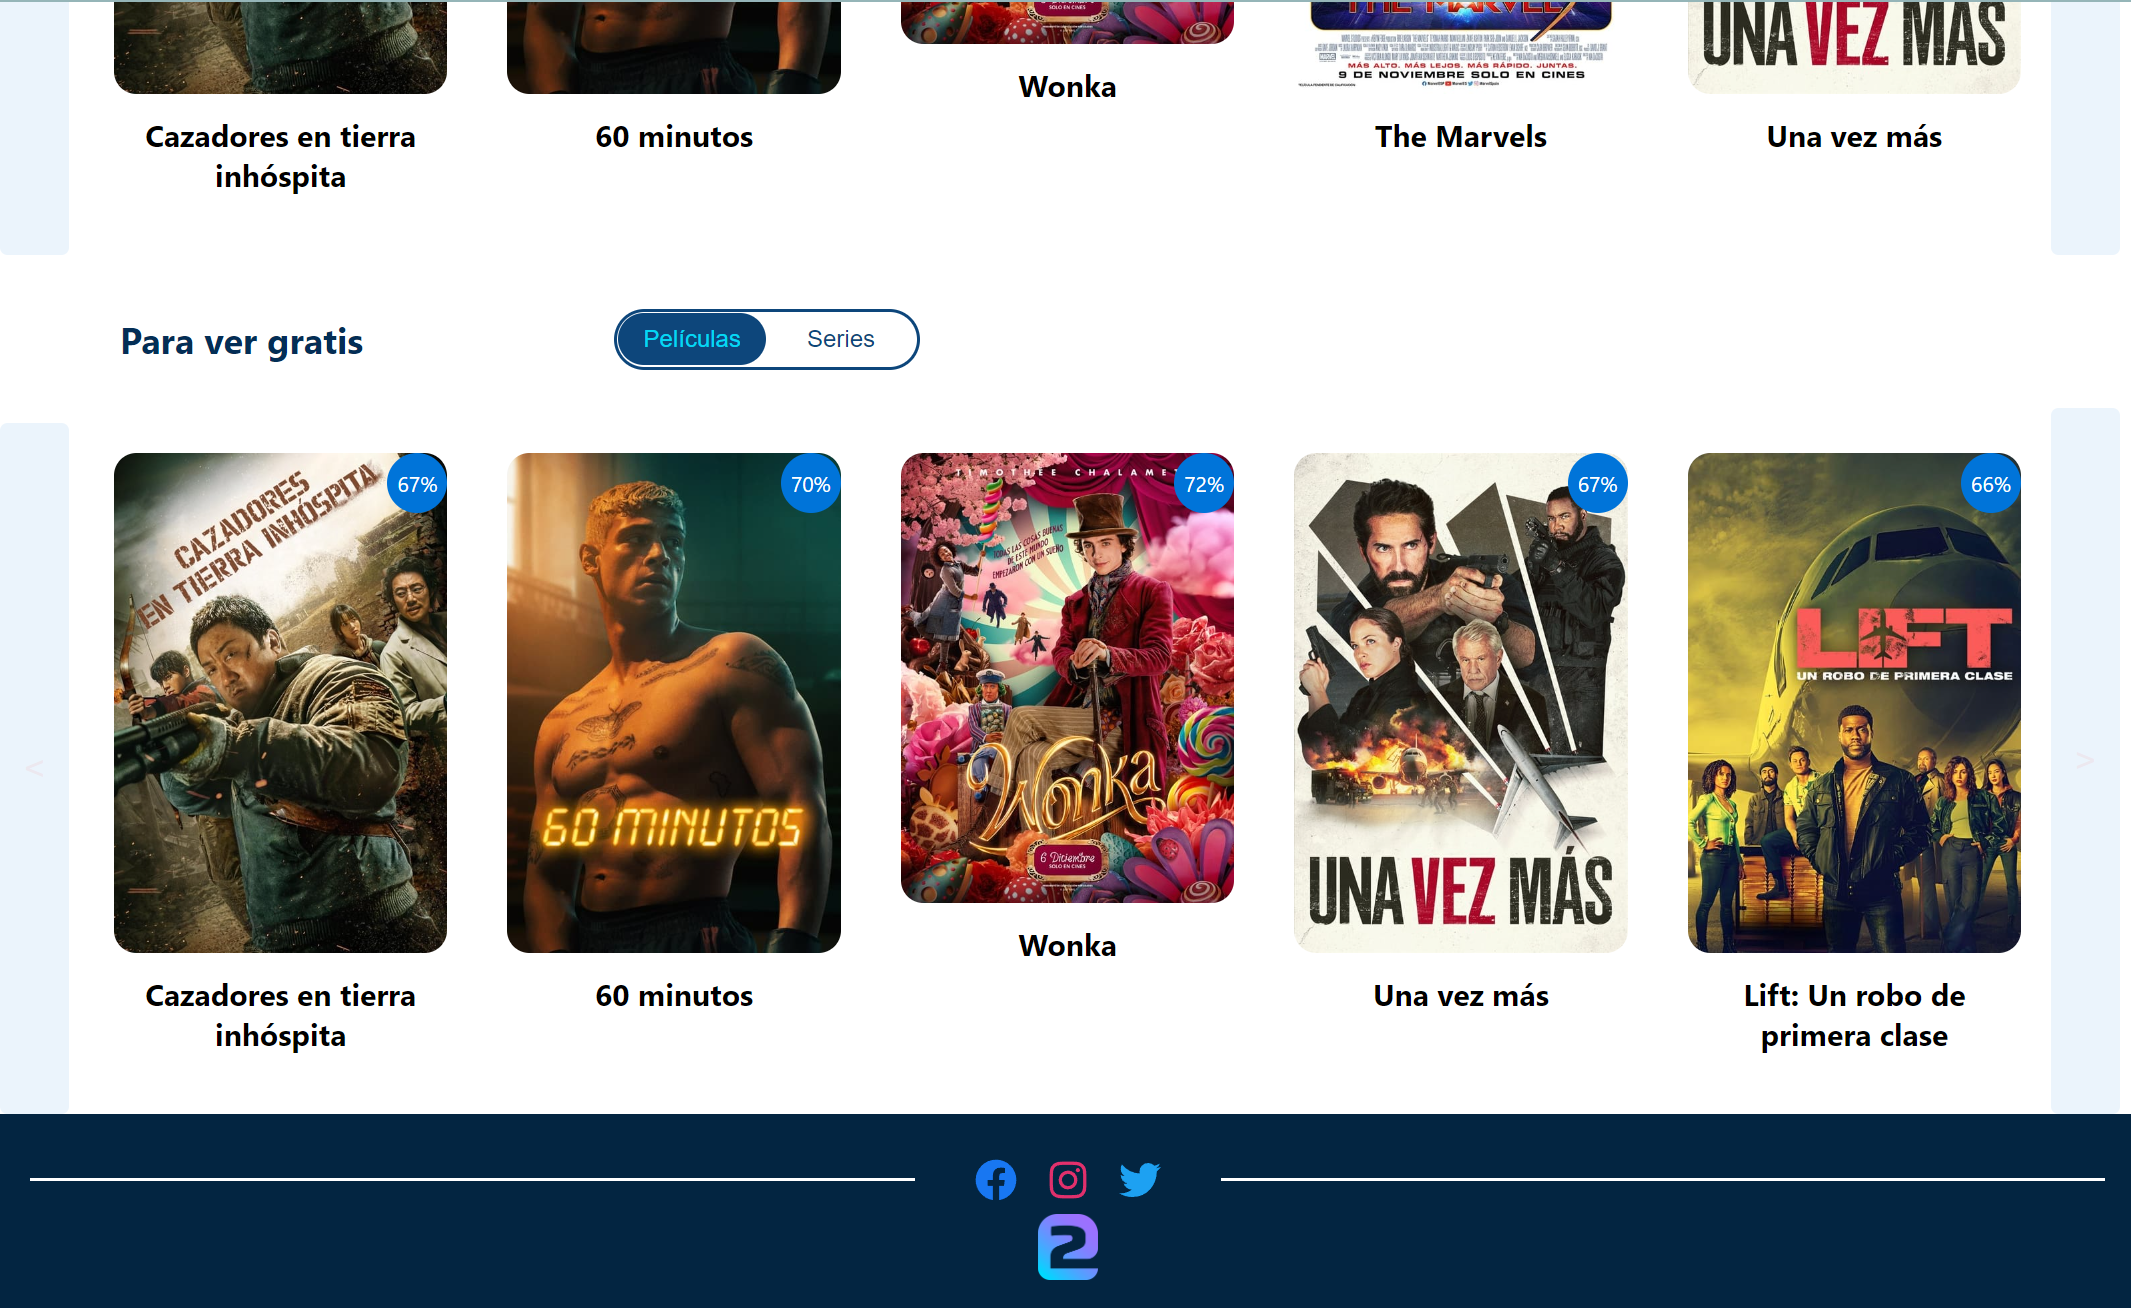 THE MARVELS
MÁS ALTO. MÁS LEJOS. MÁS RÁPIDO. JUNTAS.
9 DE NOVIEMBRE SOLO EN CINES
UNA VEZ MÁS
Cazadores en tierra
inhóspita
60 minutos
Wonka
The Marvels
Una vez más
Para ver gratis
Películas
Series
<
CAZADORES
EN TIERRA INHÓSPITA
67%
60 MINUTOS
70%
TIMOTHÉE CHALAMET
72%
TODAS LAS COSAS BUENAS
DE ESTE MUNDO
EMPEZARON CON UN SUEÑO
Wonka
6 Diciembre
SOLO EN CINES
67%
UNA VEZ MÁS
66%
LIFT
UN ROBO DE PRIMERA CLASE
>
Cazadores en tierra
inhóspita
60 minutos
Wonka
Una vez más
Lift: Un robo de
primera clase
2